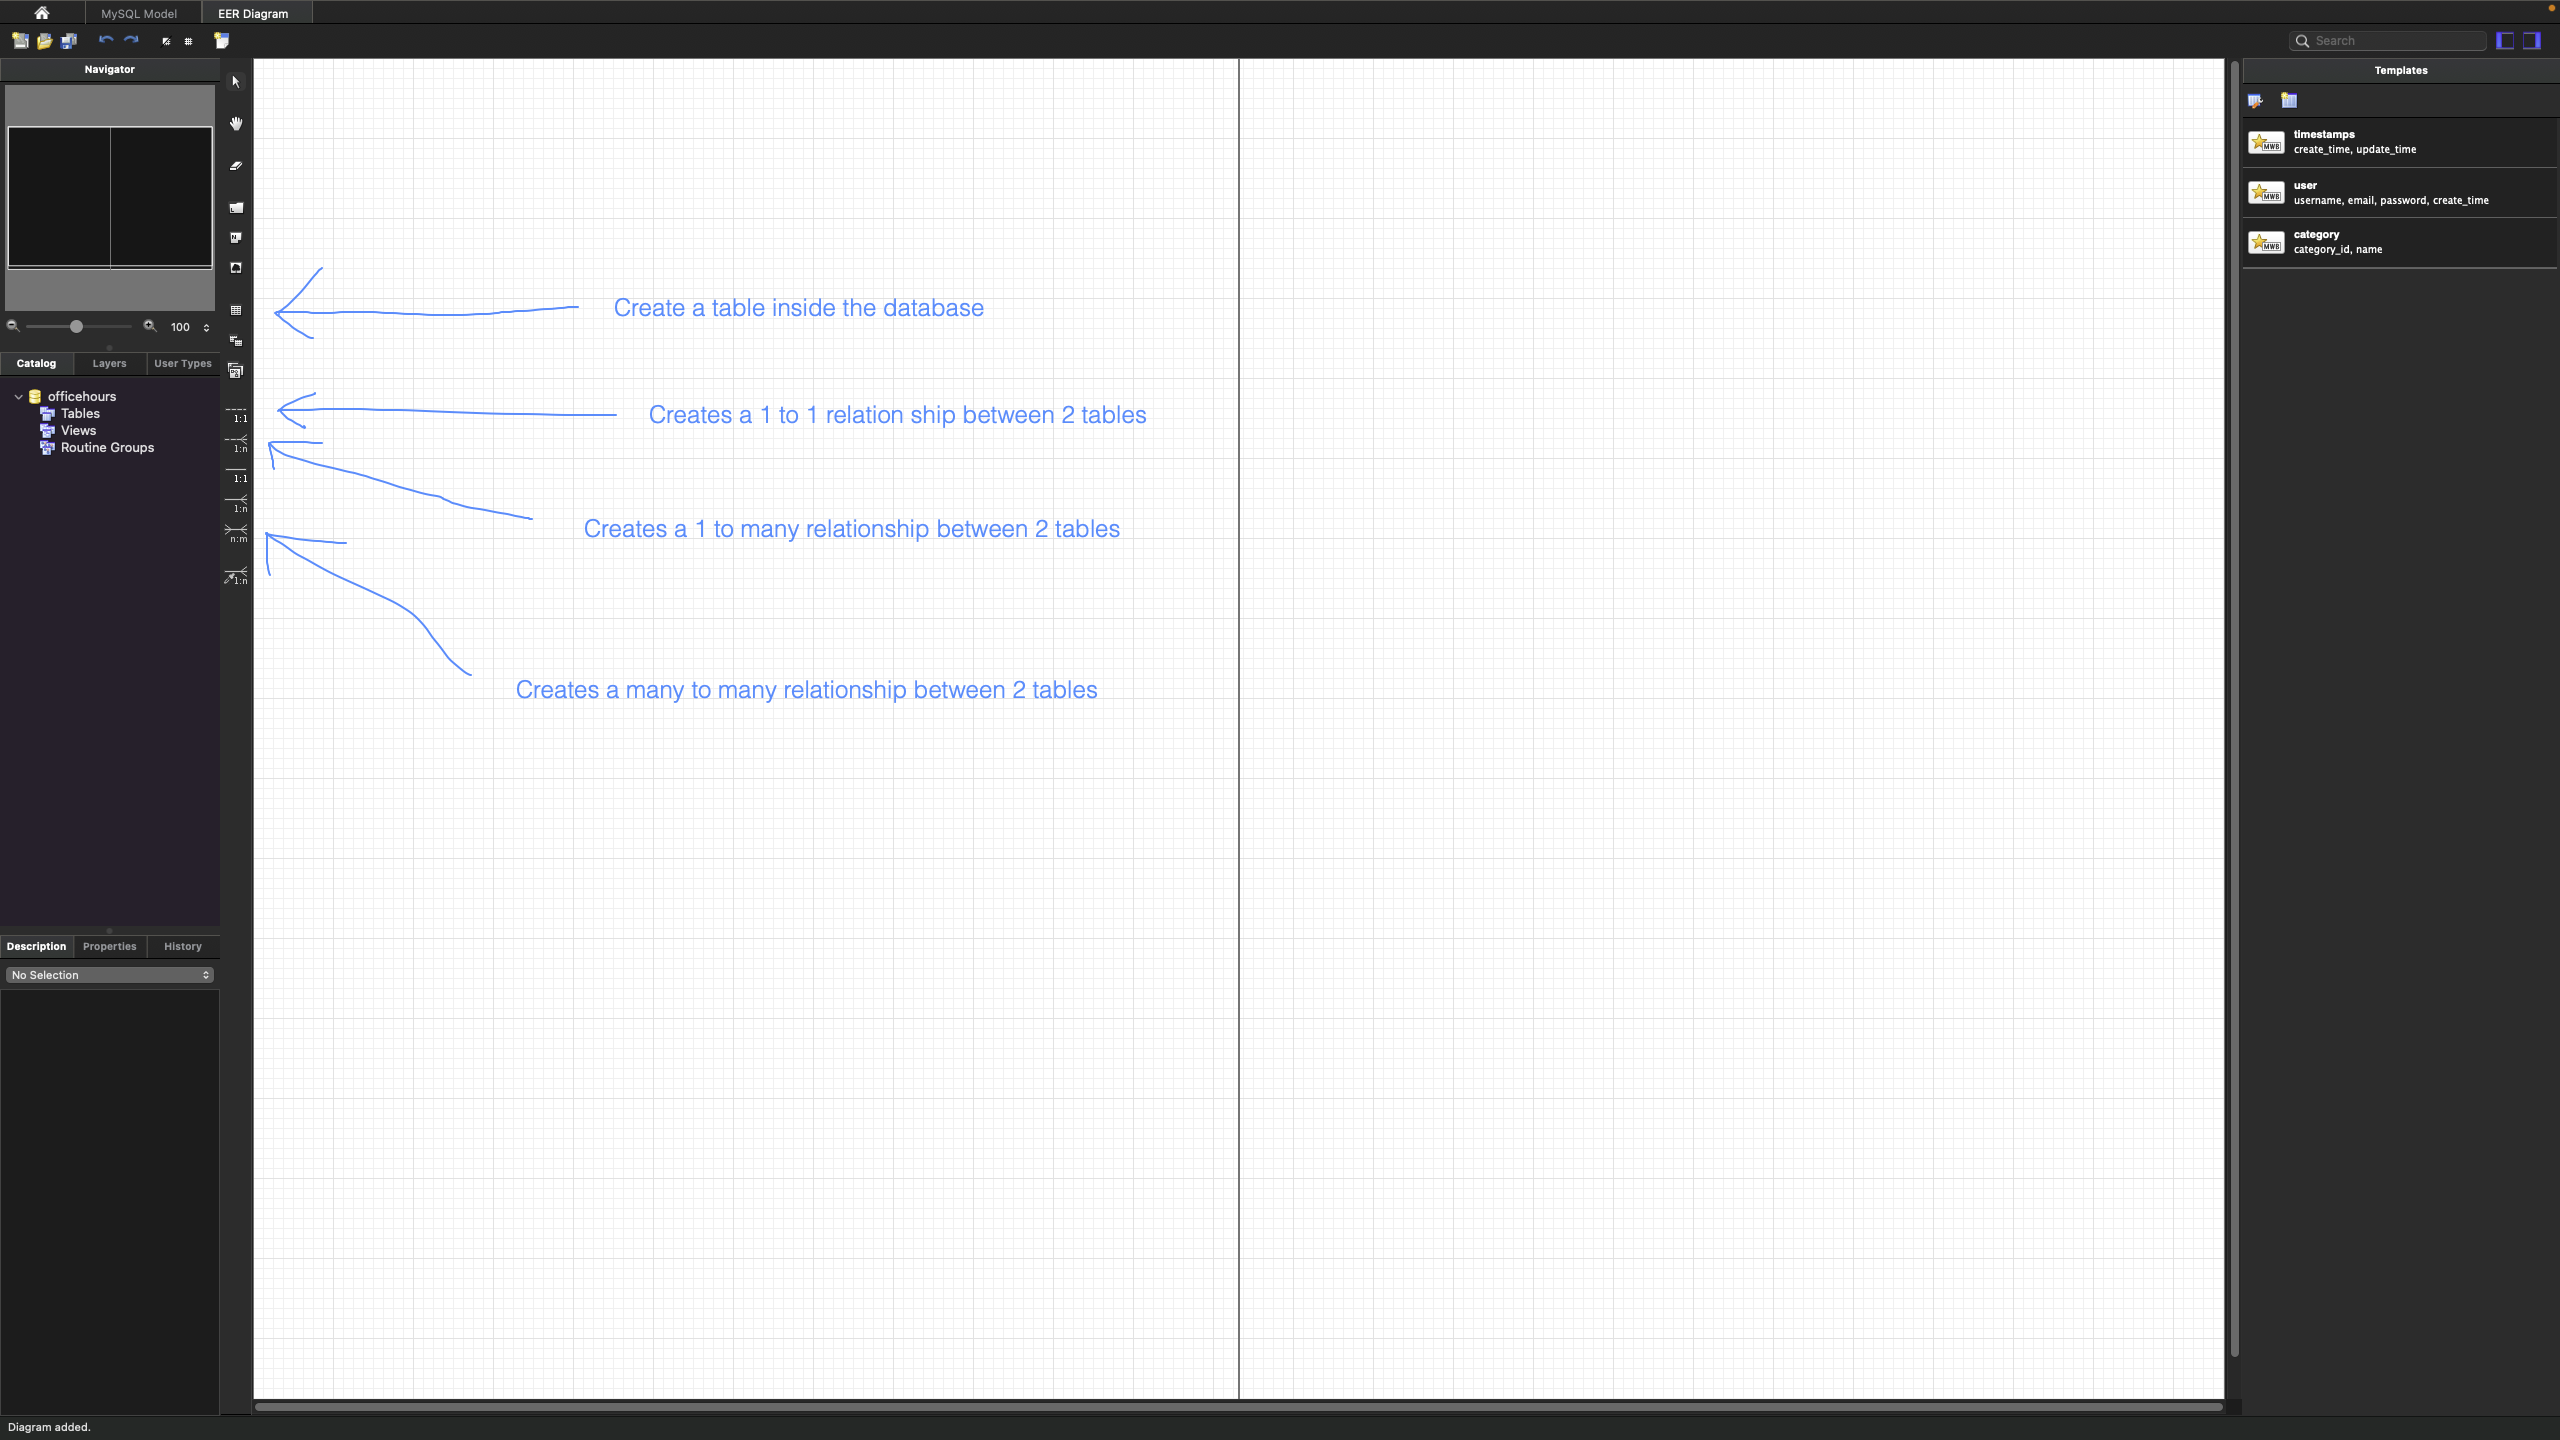 MySQL Model
EER Diagram
Search
Navigator
100
Catalog
Layers
User Types
officehours
Tables
Views
Routine Groups
Description
Properties
History
No Selection
1:1
1:n
1:1
1:n
n:m
1:n
Create a table inside the database
Creates a 1 to 1 relation ship between 2 tables
Creates a 1 to many relationship between 2 tables
Creates a many to many relationship between 2 tables
Templates
MWB
timestamps
create_time, update_time
MWB
user
username, email, password, create_time
MWB
category
category_id, name
Diagram added.